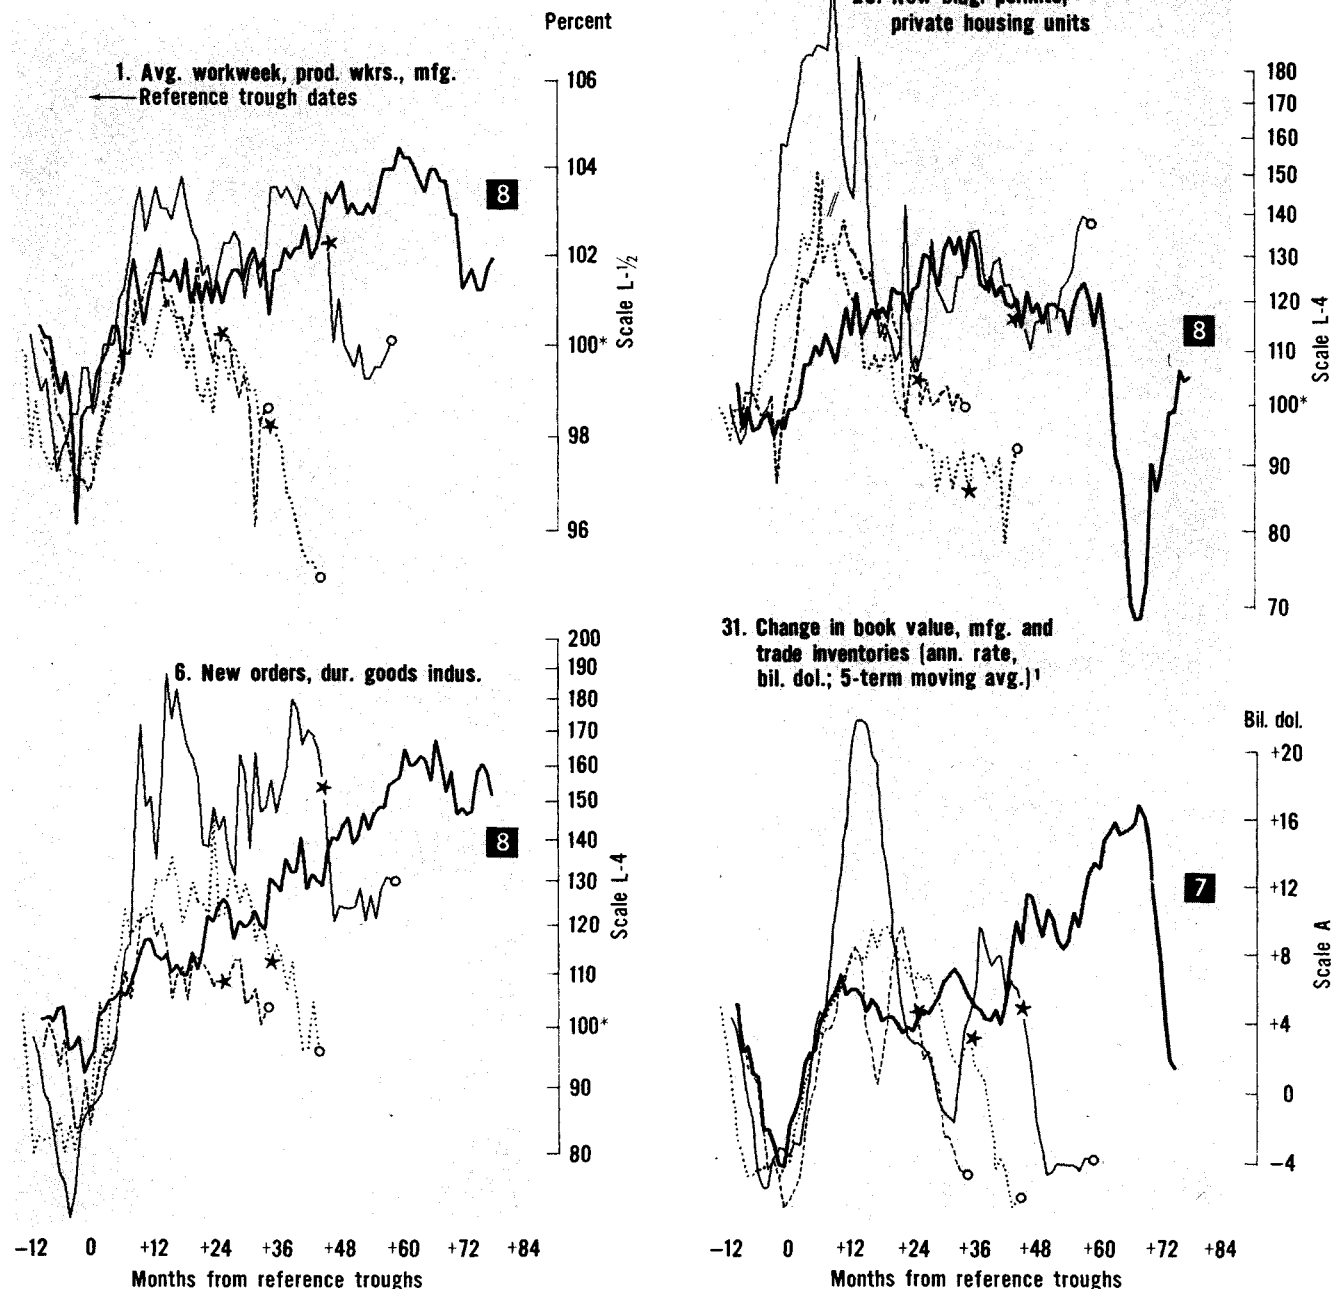 Percent
1. Avg. workweek, prod. wkrs., mfg.
Reference trough dates
106
104
102
100*
98
96
Scale L-½
8
private housing units
180
170
160
150
140
130
120
110
100*
90
80
70
Scale L-4
8
6. New orders, dur. goods indus.
200
190
180
170
160
150
140
130
120
110
100*
90
80
Scale L-4
8
-12 0 +12 +24 +36 +48 +60 +72 +84
Months from reference troughs
31. Change in book value, mfg. and
trade inventories (ann. rate,
bil. dol.; 5-term moving avg.)¹
Bil. dol.
+20
+16
+12
+8
+4
0
-4
Scale A
7
-12 0 +12 +24 +36 +48 +60 +72 +84
Months from reference troughs